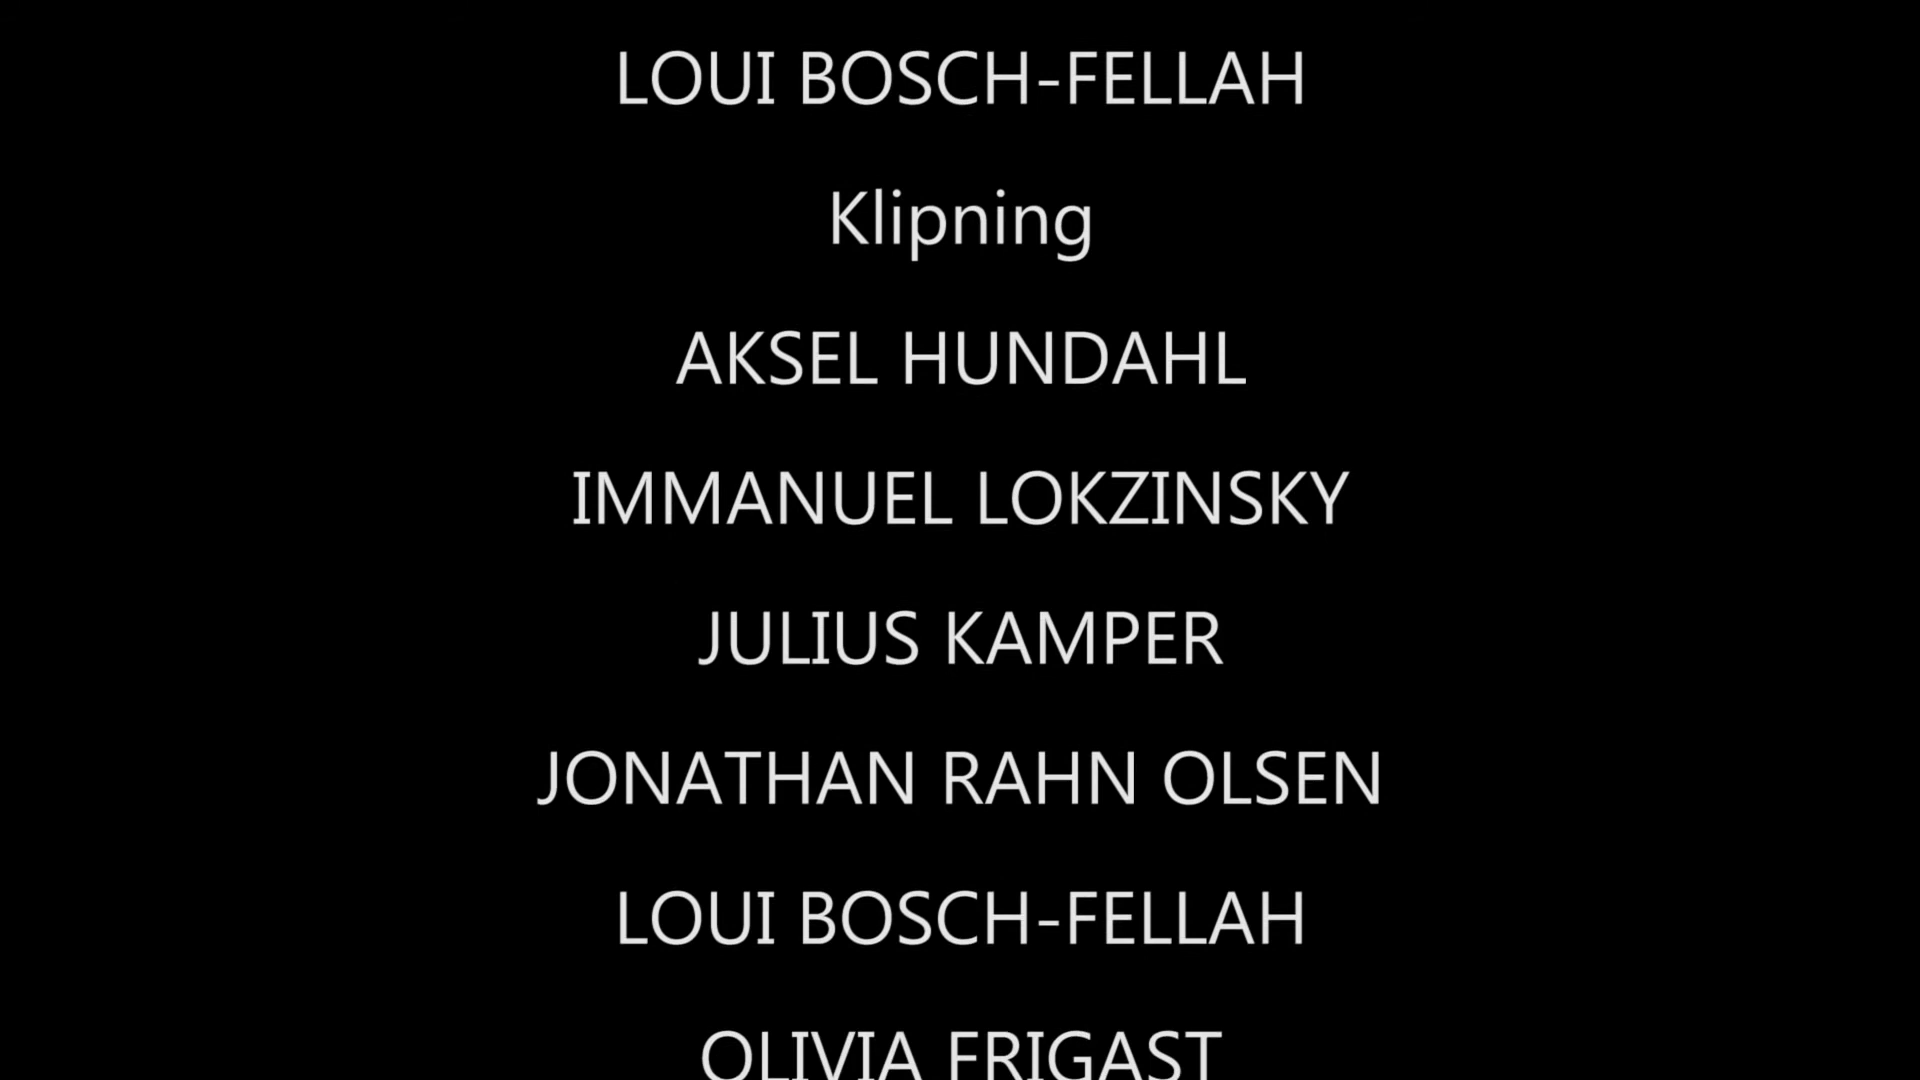 LOUI BOSCH-FELLAH
Klipning
AKSEL HUNDAHL
IMMANUEL LOKZINSKY
JULIUS KAMPER
JONATHAN RAHN OLSEN
LOUI BOSCH-FELLAH
OLIVIA FRIGAST